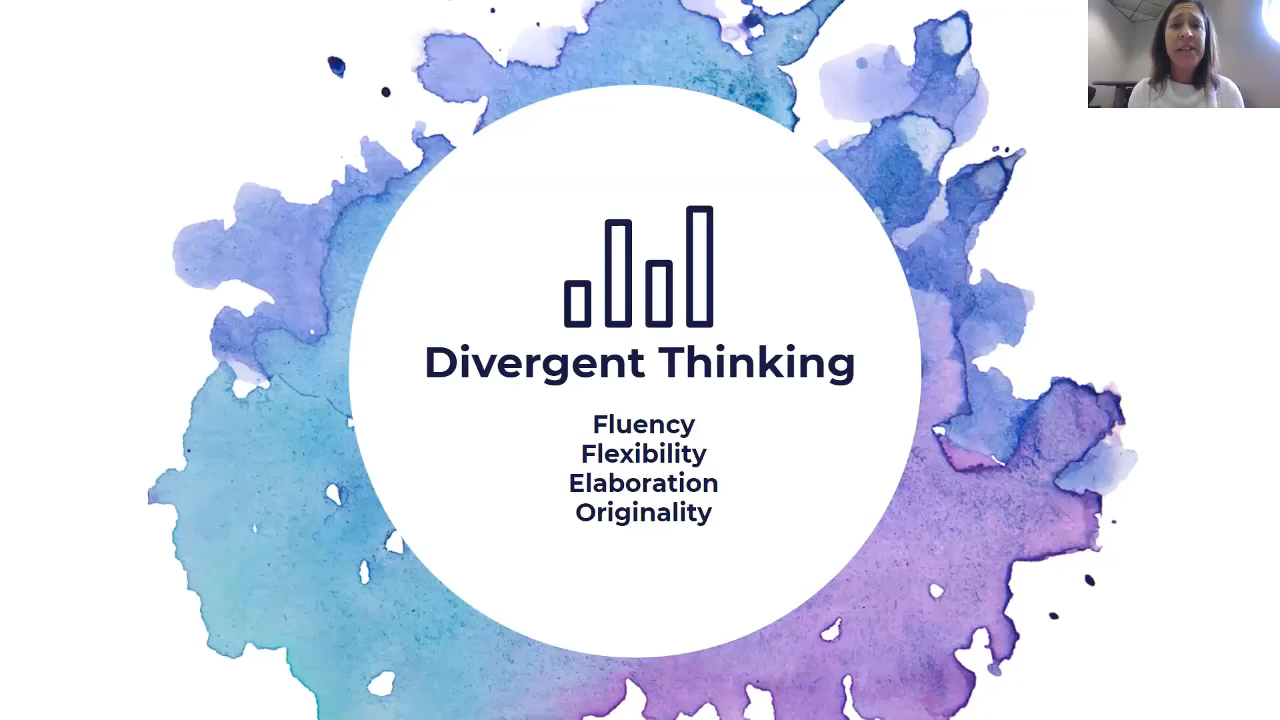 Divergent Thinking
Fluency
Flexibility
Elaboration
Originality